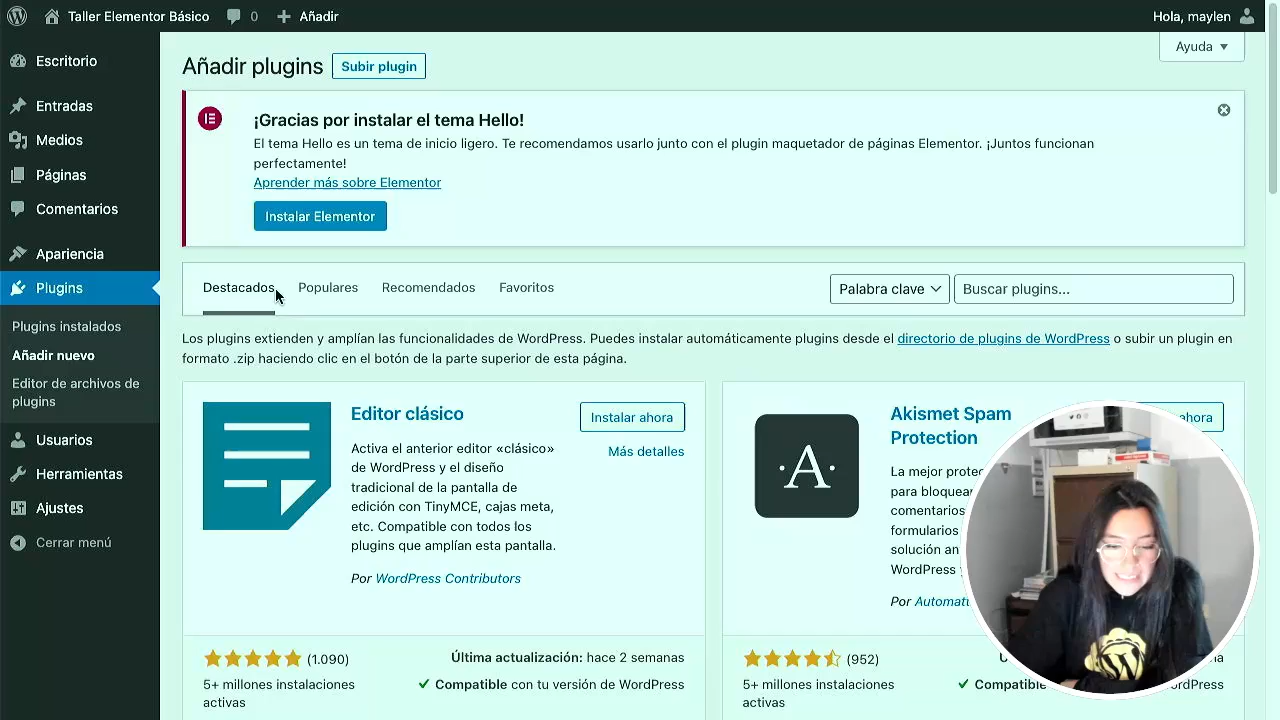 Taller Elementor Básico
0
Añadir
Hola, maylen
Escritorio
Entradas
Medios
Páginas
Comentarios
Apariencia
Plugins
Plugins instalados
Añadir nuevo
Editor de archivos de
plugins
Usuarios
Herramientas
Ajustes
Cerrar menú
Ayuda
Añadir plugins
Subir plugin
¡Gracias por instalar el tema Hello!
El tema Hello es un tema de inicio ligero. Te recomendamos usarlo junto con el plugin maquetador de páginas Elementor. ¡Juntos funcionan
perfectamente!
Aprender más sobre Elementor
Instalar Elementor
Destacados
Populares
Recomendados
Favoritos
Palabra clave
Buscar plugins...
Los plugins extienden y amplían las funcionalidades de WordPress. Puedes instalar automáticamente plugins desde el directorio de plugins de WordPress o subir un plugin en
formato .zip haciendo clic en el botón de la parte superior de esta página.
Editor clásico
Instalar ahora
Más detalles
Activa el anterior editor «clásico»
de WordPress y el diseño
tradicional de la pantalla de
edición con TinyMCE, cajas meta,
etc. Compatible con todos los
plugins que amplían esta pantalla.
Por WordPress Contributors
(1.090)
5+ millones instalaciones
activas
Última actualización: hace 2 semanas
Compatible con tu versión de WordPress
·A·
Akismet Spam
Protection
ahora
La mejor
para
comentarios
formularios
solución
WordPress
Por
(952)
5+ millones instalaciones
activas